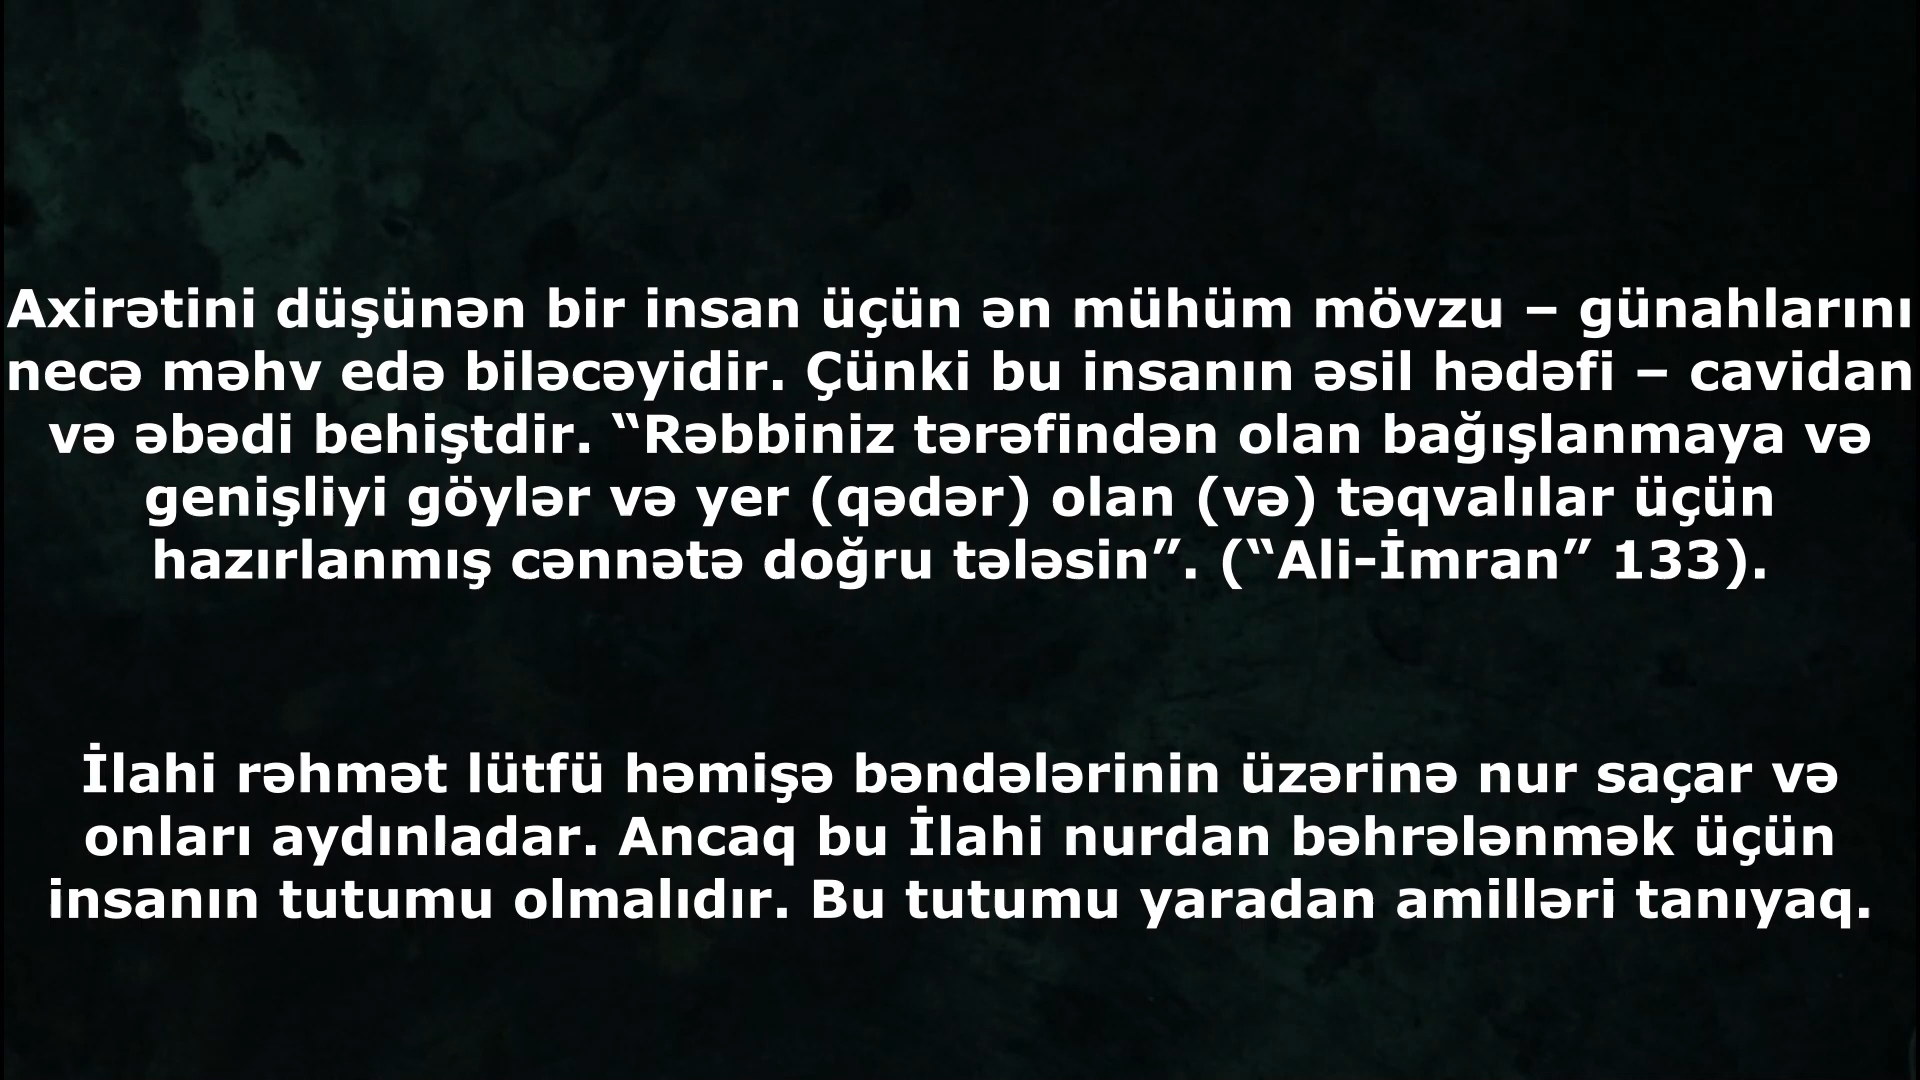 Axirətini düşünən bir insan üçün ən mühüm mövzu – günahlarını
necə məhv edə biləcəyidir. Çünki bu insanın əsil hədəfi – cavidan
və əbədi behiştdir. “Rəbbiniz tərəfindən olan bağışlanmaya və
genişliyi göylər və yer (qədər) olan (və) təqvalılar üçün
hazırlanmış cənnətə doğru tələsin”. (“Ali-İmran” 133).
İlahi rəhmət lütfü həmişə bəndələrinin üzərinə nur saçar və
onları aydınladar. Ancaq bu İlahi nurdan bəhrələnmək üçün
insanın tutumu olmalıdır. Bu tutumu yaradan amilləri tanıyaq.